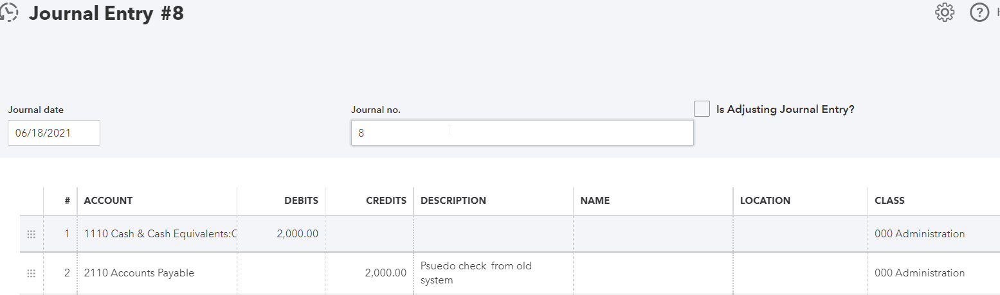 Journal Entry #8
Journal date
Journal no.
Is Adjusting Journal Entry?
06/18/2021
8
# ACCOUNT DEBITS CREDITS DESCRIPTION NAME LOCATION CLASS
1 1110 Cash & Cash Equivalents: 2,000.00 000 Administration
2 2110 Accounts Payable 2,000.00 Psuedo check from old 000 Administration
system